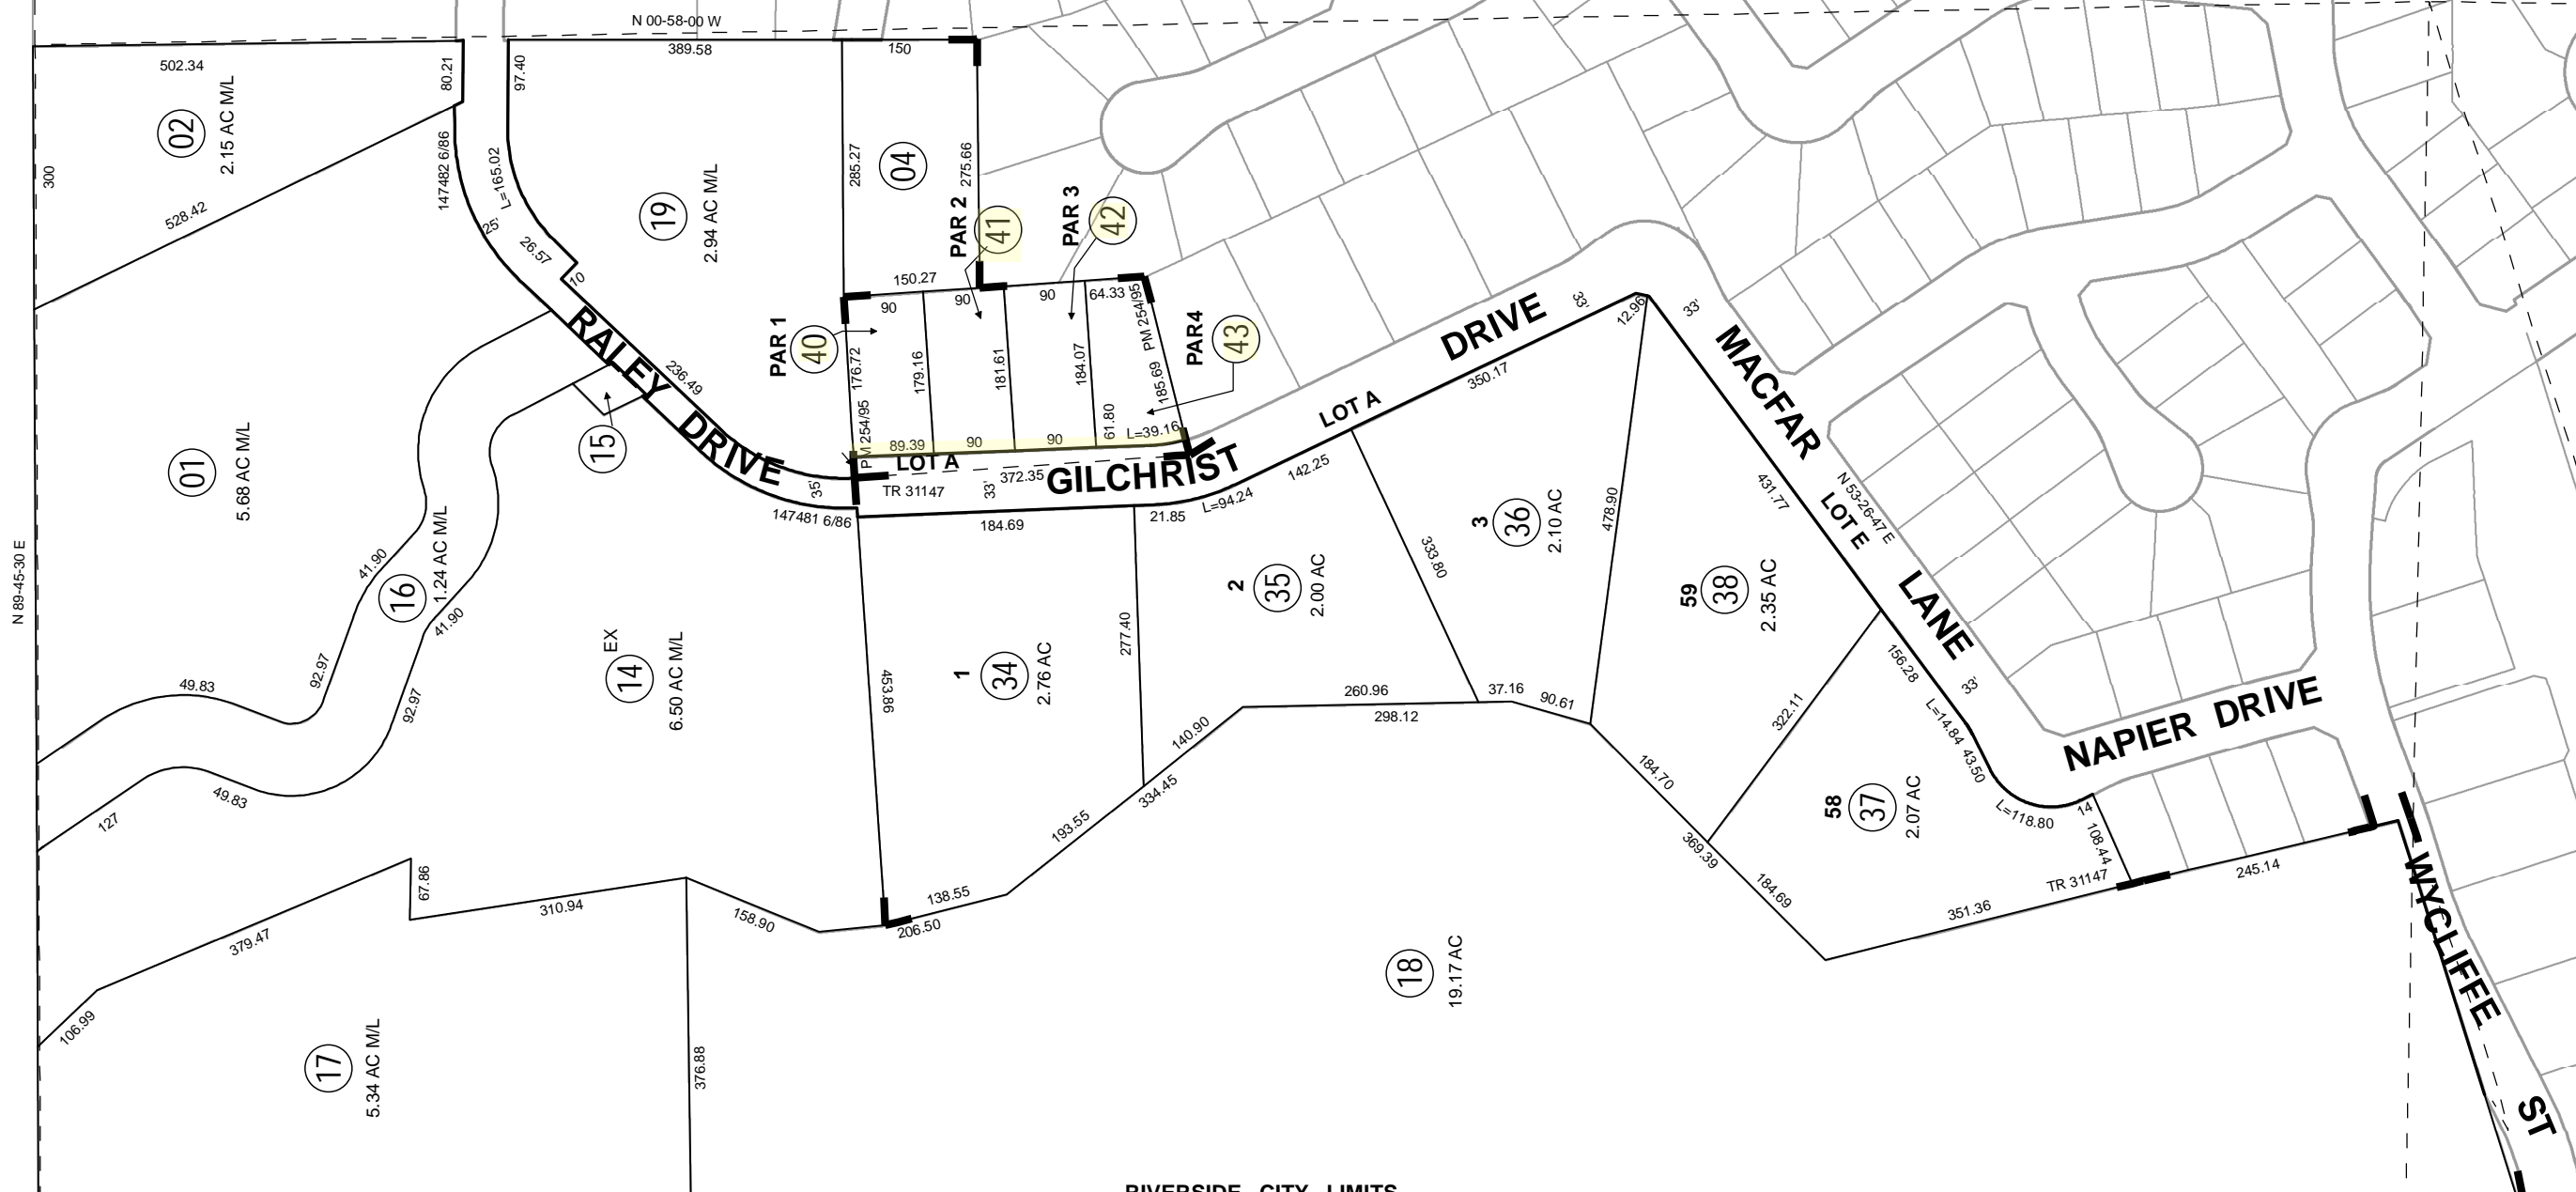 N 00-58-00 W
502.34
80.21
97.40
389.58
150
02
2.15 AC M/L
300
528.42
147482 6/86
L=165.02
25'
26.57
10
19
2.94 AC M/L
285.27
04
275.66
PAR 2
41
PAR 3
42
150.27
90
90
90
64.33
PM 254/95
PAR 1
40
176.72
179.16
181.61
184.07
185.69
PAR4
43
PM 254/95
89.39
90
90
61.80
L=39.16
LOT A
TR 31147
33'
372.35
GILCHRIST
DRIVE
33'
12.96
33'
RALEY DRIVE
236.49
35'
147481 6/86
15
01
5.68 AC M/L
N 89-45-30 E
16
1.24 AC M/L
41.90
41.90
92.97
92.97
49.83
49.83
127
EX
14
6.50 AC M/L
184.69
21.85
L=94.24
142.25
LOT A
350.17
1
34
2.76 AC
453.86
277.40
2
35
2.00 AC
333.80
3
36
2.10 AC
478.90
59
38
2.35 AC
431.77
MACFAR LANE
LOT E
N 53-26-47 E
156.28
33'
L=14.84
43.50
L=118.80
14
108.44
NAPIER DRIVE
322.11
58
37
2.07 AC
37.16
90.61
260.96
298.12
140.90
334.45
193.55
138.55
206.50
184.70
369.39
184.69
351.36
TR 31147
245.14
WYCLIFFE ST
67.86
310.94
158.90
379.47
106.99
17
5.34 AC M/L
376.88
18
19.17 AC
RIVERSIDE CITY LIMITS